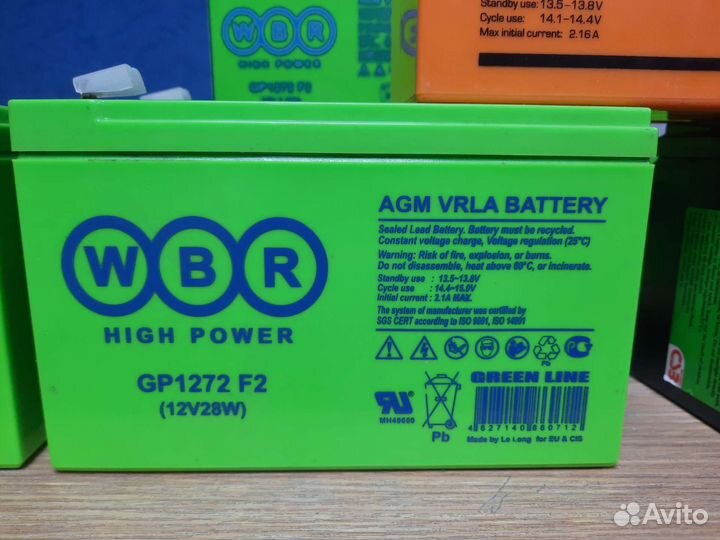 WBR
HIGH POWER
GP1272 F2
Standby use: 13.5-13.8V
Cycle use: 14.1-14.4V
Max initial current: 2.16A
WBR
HIGH POWER
GP1272 F2
(12V28W)
AGM VRLA BATTERY
Sealed Lead Battery. Battery must be recycled.
Constant voltage charge, Voltage regulation (25°C)
Warning: Risk of fire, explosion, or burns.
Do not disassemble, heat above 60°C, or incinerate.
Standby use : 13.5~13.8V
Cycle use : 14.4~15.0V
Initial current : 2.1A MAX.
The system of manufacturer was certified by
SGS CERT according to ISO 9001, ISO 14001
Pb
GREEN LINE
MH46660
Pb
4627140860712
Made by Le Long for EU & CIS
Avito